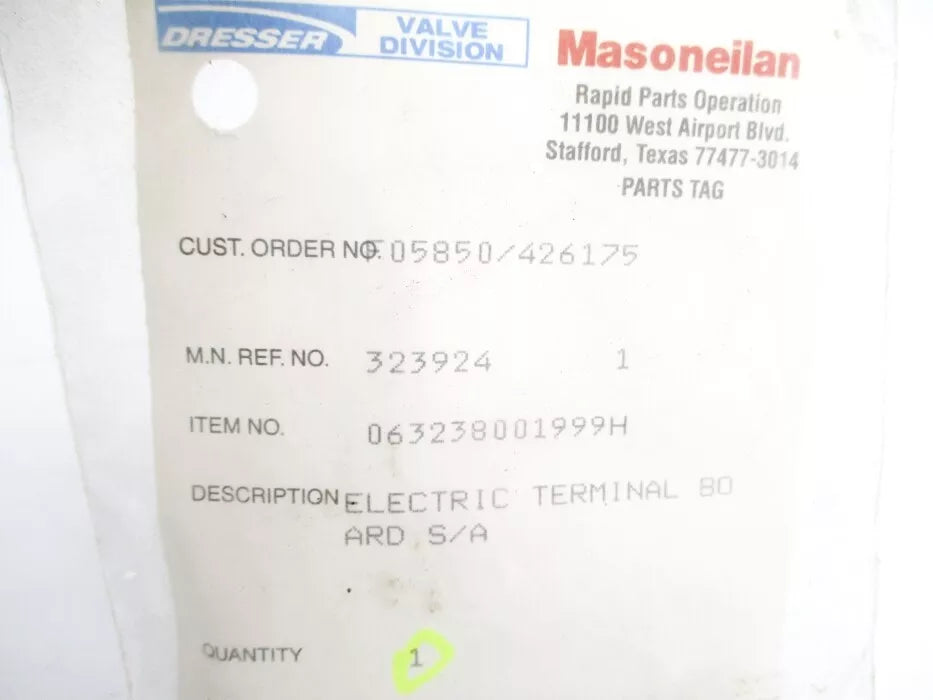 DRESSER VALVE DIVISION
Masoneilan
Rapid Parts Operation
11100 West Airport Blvd.
Stafford, Texas 77477-3014
PARTS TAG
CUST. ORDER NO. F05850/426175
M.N. REF. NO. 323924 1
ITEM NO. 063238001999H
DESCRIPTION ELECTRIC TERMINAL BO
ARD S/A
QUANTITY 1